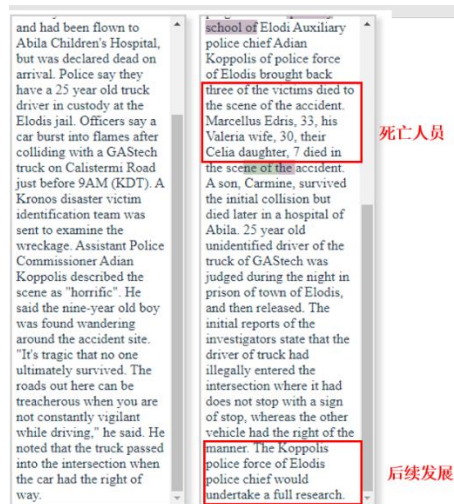 and had been flown to
Abila Children's Hospital,
but was declared dead on
arrival. Police say they
have a 25 year old truck
driver in custody at the
Elodis jail. Officers say a
car burst into flames after
colliding with a GAStech
truck on Calistermi Road
just before 9AM (KDT). A
Kronos disaster victim
identification team was
sent to examine the
wreckage. Assistant Police
Commissioner Adian
Koppolis described the
scene as "horrific". He
said the nine-year old boy
was found wandering
around the accident site.
"It's tragic that no one
ultimately survived. The
roads out here can be
treacherous when you are
not constantly vigilant
while driving," he said. He
noted that the truck passed
into the intersection when
the car had the right of
way.
school of Elodi Auxiliary
police chief Adian
Koppolis of police force
of Elodis brought back
three of the victims died to
the scene of the accident.
Marcellus Edris, 33, his
Valeria wife, 30, their
Celia daughter, 7 died in
the scene of the accident.
A son, Carmine, survived
the initial collision but
died later in a hospital of
Abila. 25 year old
unidentified driver of the
truck of GAStech was
judged during the night in
prison of town of Elodis,
and then released. The
initial reports of the
investigators state that the
driver of truck had
illegally entered the
intersection where it had
does not stop with a sign
of stop, whereas the other
vehicle had the right of the
manner. The Koppolis
police force of Elodis
police chief would
undertake a full research.
死亡人员
后续发展